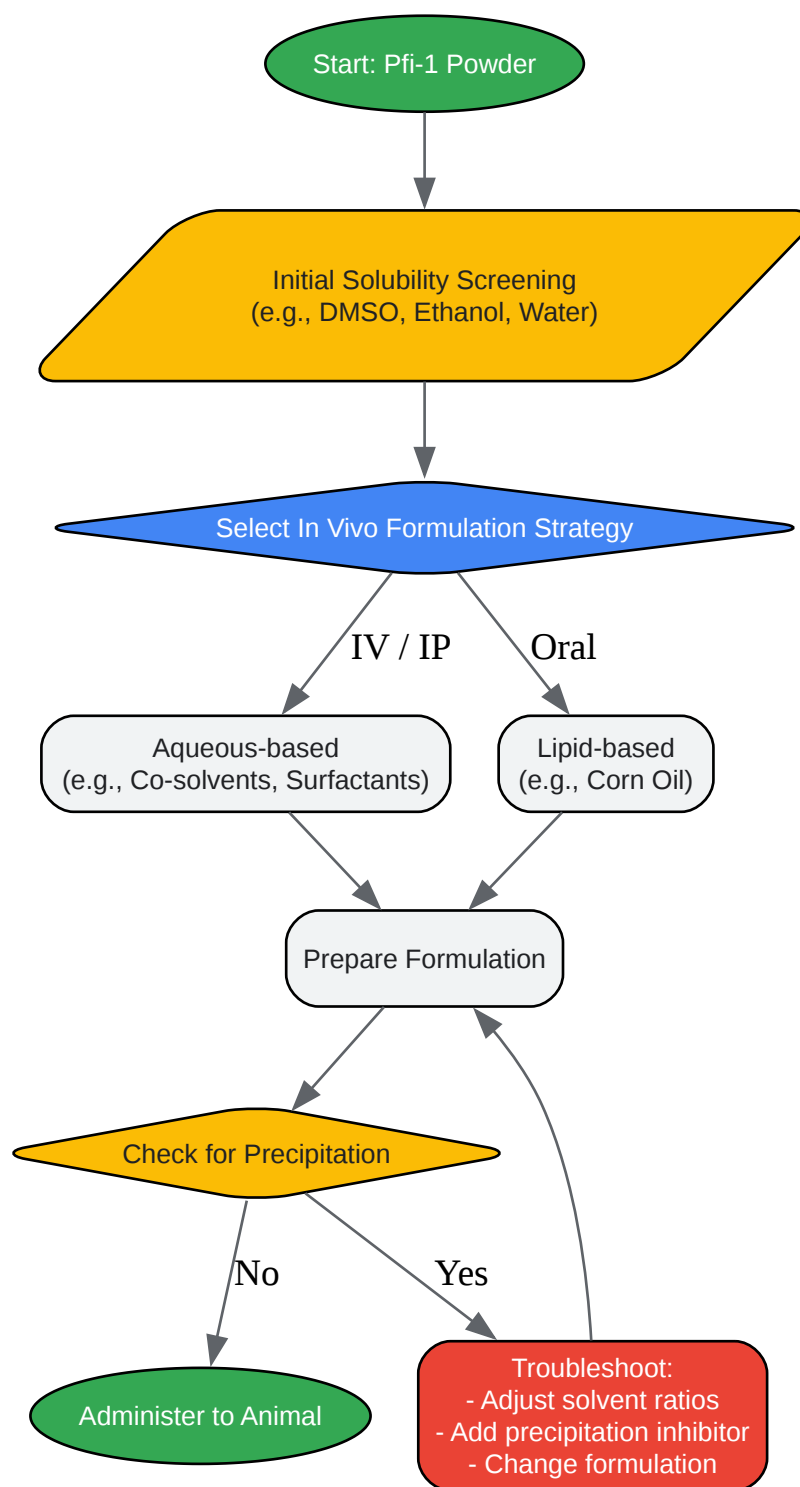 Start: Pfi-1 Powder
Initial Solubility Screening
(e.g., DMSO, Ethanol, Water)
Select In Vivo Formulation Strategy
IV / IP
Oral
Aqueous-based
(e.g., Co-solvents, Surfactants)
Lipid-based
(e.g., Corn Oil)
Prepare Formulation
Check for Precipitation
No
Yes
Administer to Animal
Troubleshoot:
- Adjust solvent ratios
- Add precipitation inhibitor
- Change formulation